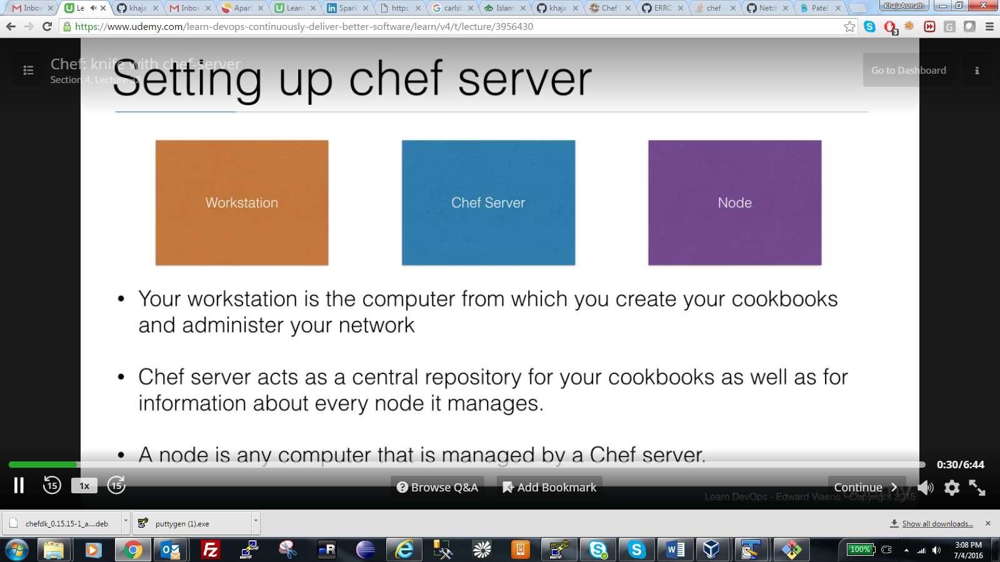 Inbox
Le
khaja
Inbox
Apart
Learn
Spark
https:
carlsb
Islam
khaja
Chef
ERRO
chef
Net::H
Patel
KhajaAsmath
https://www.udemy.com/learn-devops-continuously-deliver-better-software/learn/v4/t/lecture/3956430
3
G
Chef: knife with chef-server
Section 4, Lecture 32
Go to Dashboard
i
Setting up chef server
Workstation
Chef Server
Node
• Your workstation is the computer from which you create your cookbooks
and administer your network
• Chef server acts as a central repository for your cookbooks as well as for
information about every node it manages.
• A node is any computer that is managed by a Chef server.
0:30/6:44
15
1x
15
? Browse Q&A
Add Bookmark
Continue
Learn DevOps - Edward Viaene - Copyright 2015
chefdk_0.15.15-1_a....deb
puttygen (1).exe
Show all downloads...
100%
3:08 PM
7/4/2016